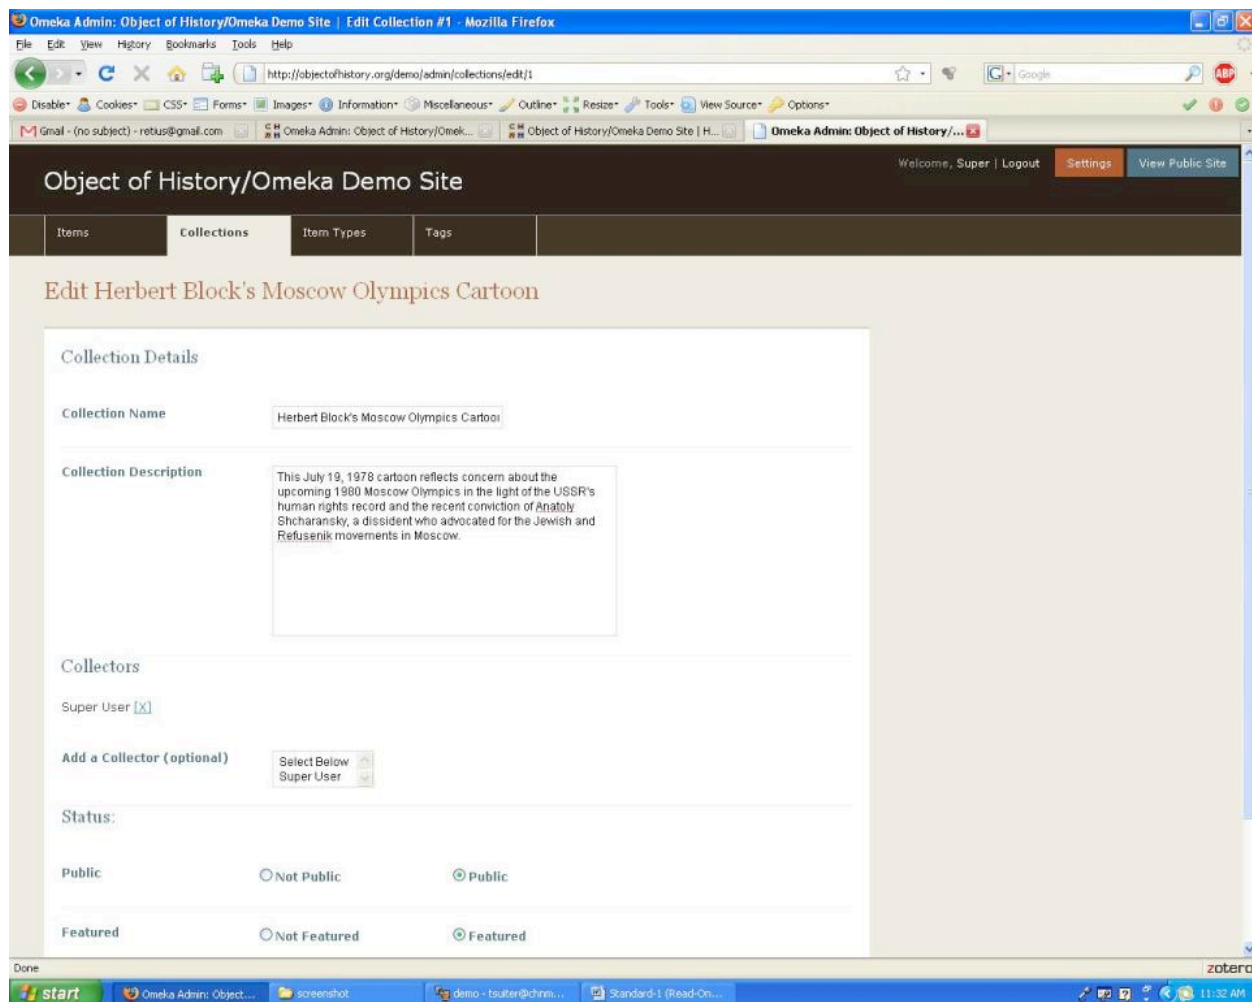 Omeka Admin: Object of History/Omeka Demo Site | Edit Collection #1 - Mozilla Firefox
File Edit View History Bookmarks Tools Help
http://objectofhistory.org/demo/admin/collections/edit/1
G Google
ABP
Disable Cookies CSS Forms Images Information Miscellaneous Outline Resize Tools View Source Options
Gmail - (no subject) - retius@gmail.com
Omeka Admin: Object of History/Omek...
Object of History/Omeka Demo Site | H...
Omeka Admin: Object of History/...
Welcome, Super | Logout
Settings
View Public Site
Object of History/Omeka Demo Site
Items Collections Item Types Tags
Edit Herbert Block's Moscow Olympics Cartoon
Collection Details
Collection Name
Herbert Block's Moscow Olympics Cartoon
Collection Description
This July 19, 1978 cartoon reflects concern about the
upcoming 1980 Moscow Olympics in the light of the USSR's
human rights record and the recent conviction of Anatoly
Shcharansky, a dissident who advocated for the Jewish and
Refusenik movements in Moscow.
Collectors
Super User [X]
Add a Collector (optional)
Select Below
Super User
Status:
Public Not Public Public
Featured Not Featured Featured
Done
zotero
start
Omeka Admin: Object...
screenshot
demo - tsuiter@chnm...
Standard-1 (Read-On...
11:32 AM